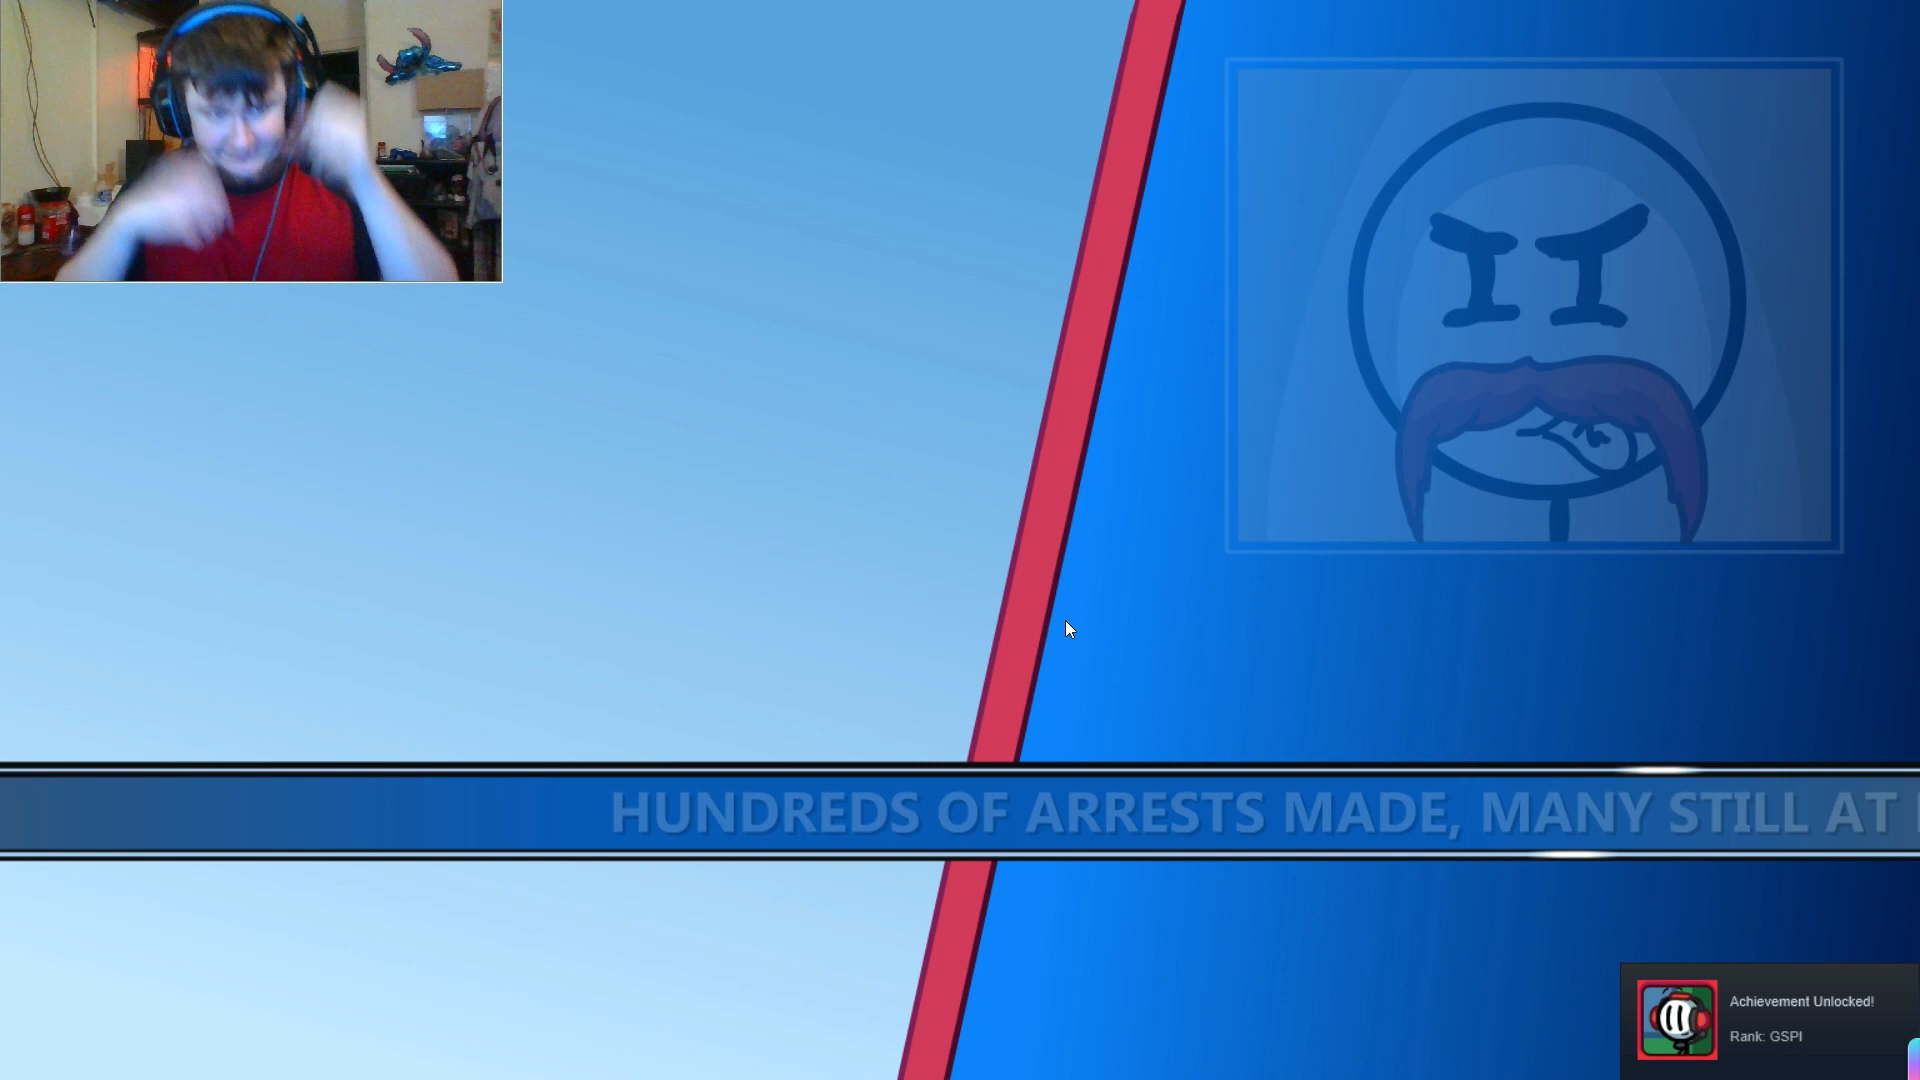 HUNDREDS OF ARRESTS MADE, MANY STILL AT
Achievement Unlocked!
Rank: GSPI